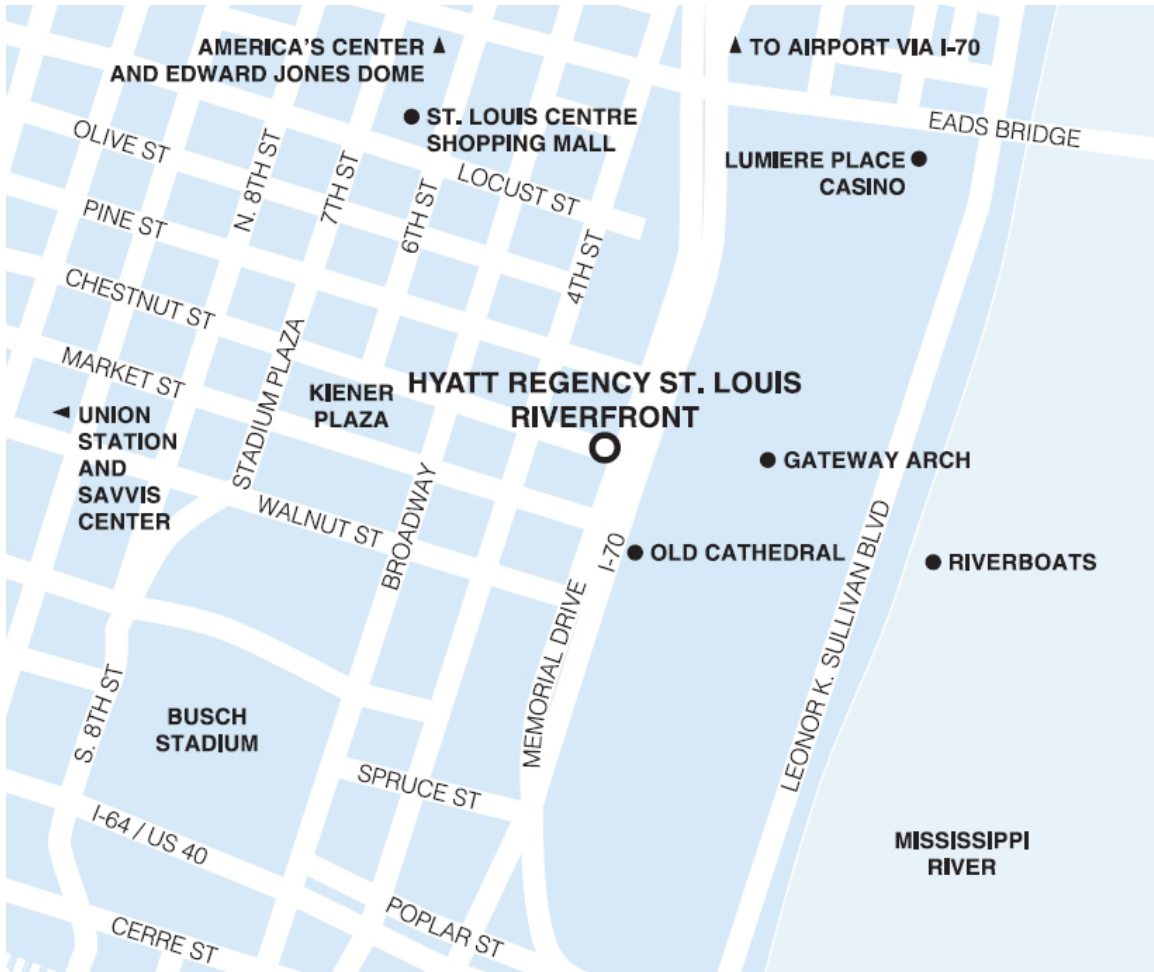 AMERICA'S CENTER ▲
AND EDWARD JONES DOME
▲ TO AIRPORT VIA I-70
ST. LOUIS CENTRE
SHOPPING MALL
EADS BRIDGE
OLIVE ST
N. 8TH ST
7TH ST
6TH ST
LOCUST ST
LUMIERE PLACE
CASINO
PINE ST
4TH ST
CHESTNUT ST
MARKET ST
STADIUM PLAZA
KIENER
PLAZA
HYATT REGENCY ST. LOUIS
RIVERFRONT
◄ UNION
STATION
AND
SAVVIS
CENTER
GATEWAY ARCH
WALNUT ST
BROADWAY
I-70
OLD CATHEDRAL
LEONOR K. SULLIVAN BLVD
RIVERBOATS
MEMORIAL DRIVE
S. 8TH ST
BUSCH
STADIUM
SPRUCE ST
I-64 / US 40
MISSISSIPPI
RIVER
POPLAR ST
CERRE ST